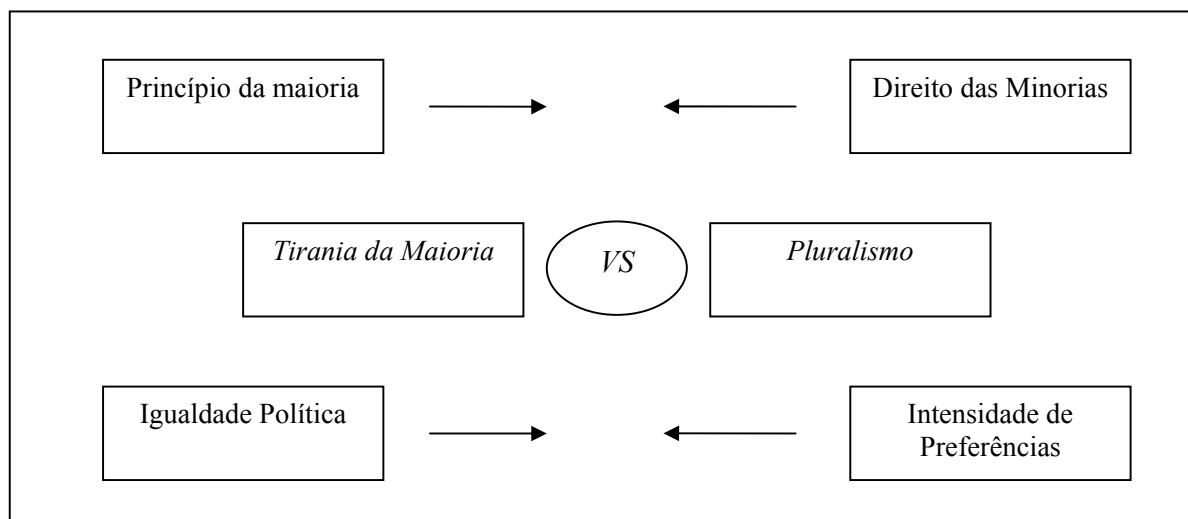 Princípio da maioria
Direito das Minorias
Tirania da Maioria
VS
Pluralismo
Igualdade Política
Intensidade de
Preferências